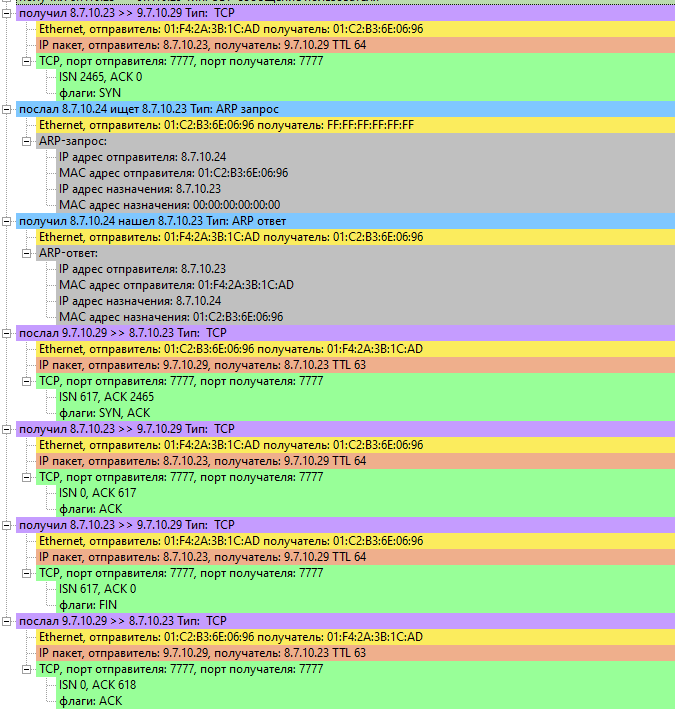 получил 8.7.10.23 >> 9.7.10.29 Тип:  TCP
Ethernet, отправитель: 01:F4:2A:3B:1C:AD получатель: 01:C2:B3:6E:06:96
IP пакет, отправитель: 8.7.10.23, получатель: 9.7.10.29 TTL 64
TCP, порт отправителя: 7777, порт получателя: 7777
ISN 2465, ACK 0
флаги: SYN
послал 8.7.10.24 ищет 8.7.10.23 Тип: ARP запрос
Ethernet, отправитель: 01:C2:B3:6E:06:96 получатель: FF:FF:FF:FF:FF:FF
ARP-запрос:
IP адрес отправителя: 8.7.10.24
MAC адрес отправителя: 01:C2:B3:6E:06:96
IP адрес назначения: 8.7.10.23
MAC адрес назначения: 00:00:00:00:00:00
получил 8.7.10.24 нашел 8.7.10.23 Тип: ARP ответ
Ethernet, отправитель: 01:F4:2A:3B:1C:AD получатель: 01:C2:B3:6E:06:96
ARP-ответ:
IP адрес отправителя: 8.7.10.23
MAC адрес отправителя: 01:F4:2A:3B:1C:AD
IP адрес назначения: 8.7.10.24
MAC адрес назначения: 01:C2:B3:6E:06:96
послал 9.7.10.29 >> 8.7.10.23 Тип:  TCP
Ethernet, отправитель: 01:C2:B3:6E:06:96 получатель: 01:F4:2A:3B:1C:AD
IP пакет, отправитель: 9.7.10.29, получатель: 8.7.10.23 TTL 63
TCP, порт отправителя: 7777, порт получателя: 7777
ISN 617, ACK 2465
флаги: SYN, ACK
получил 8.7.10.23 >> 9.7.10.29 Тип:  TCP
Ethernet, отправитель: 01:F4:2A:3B:1C:AD получатель: 01:C2:B3:6E:06:96
IP пакет, отправитель: 8.7.10.23, получатель: 9.7.10.29 TTL 64
TCP, порт отправителя: 7777, порт получателя: 7777
ISN 0, ACK 617
флаги: ACK
получил 8.7.10.23 >> 9.7.10.29 Тип:  TCP
Ethernet, отправитель: 01:F4:2A:3B:1C:AD получатель: 01:C2:B3:6E:06:96
IP пакет, отправитель: 8.7.10.23, получатель: 9.7.10.29 TTL 64
TCP, порт отправителя: 7777, порт получателя: 7777
ISN 617, ACK 0
флаги: FIN
послал 9.7.10.29 >> 8.7.10.23 Тип:  TCP
Ethernet, отправитель: 01:C2:B3:6E:06:96 получатель: 01:F4:2A:3B:1C:AD
IP пакет, отправитель: 9.7.10.29, получатель: 8.7.10.23 TTL 63
TCP, порт отправителя: 7777, порт получателя: 7777
ISN 0, ACK 618
флаги: ACK